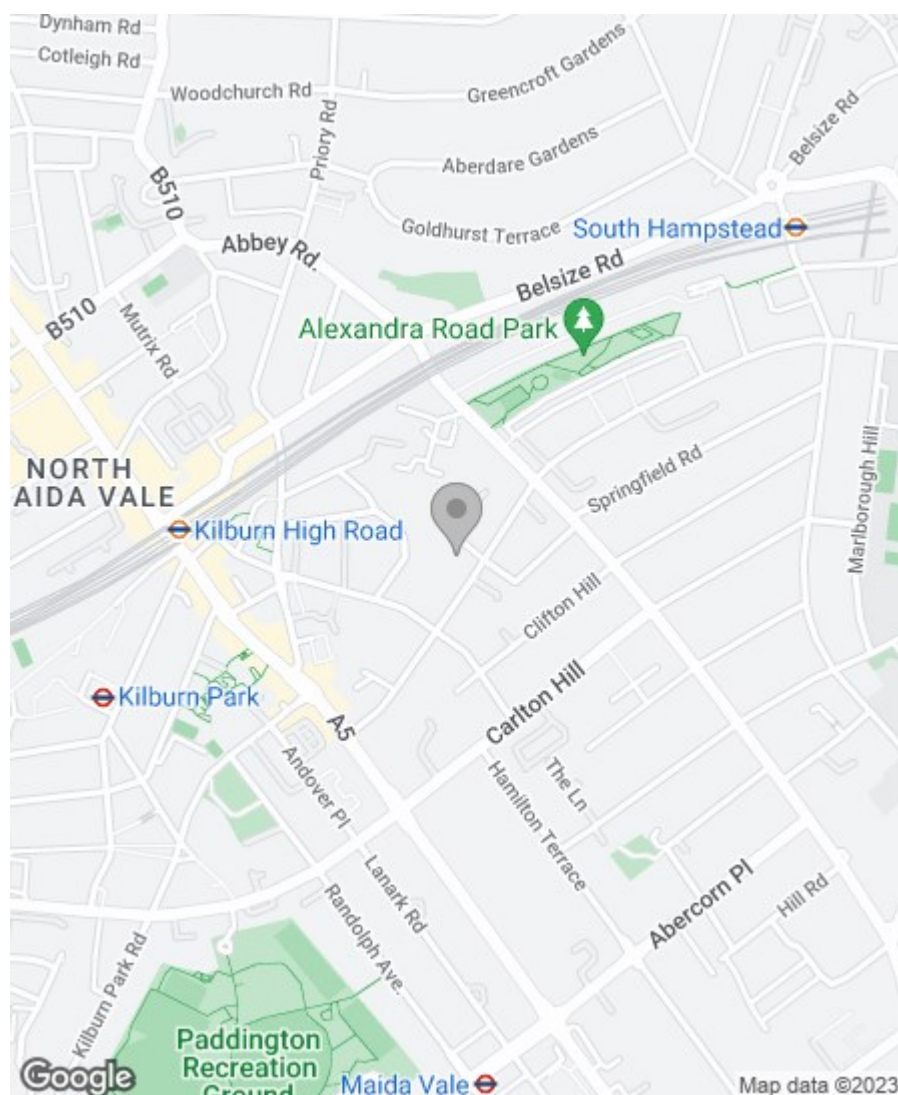 Dynham Rd
Cotleigh Rd
Woodchurch Rd
Greencroft Gardens
Priory Rd
Belsize Rd
Aberdare Gardens
B510
Goldhurst Terrace
South Hampstead
Abbey Rd.
Belsize Rd
B510
Mutrix Rd
Alexandra Road Park
Marlborough Hill
NORTH
AIDA VALE
Springfield Rd
Kilburn High Road
Clifton Hill
Kilburn Park
A5
Carlton Hill
Andover Pl
The Ln
Hamilton Terrace
Lanark Rd
Abercorn Pl
Hill Rd
Randolph Ave.
Kilburn Park Rd
Paddington
Recreation
Ground
Google
Maida Vale
Map data ©2023